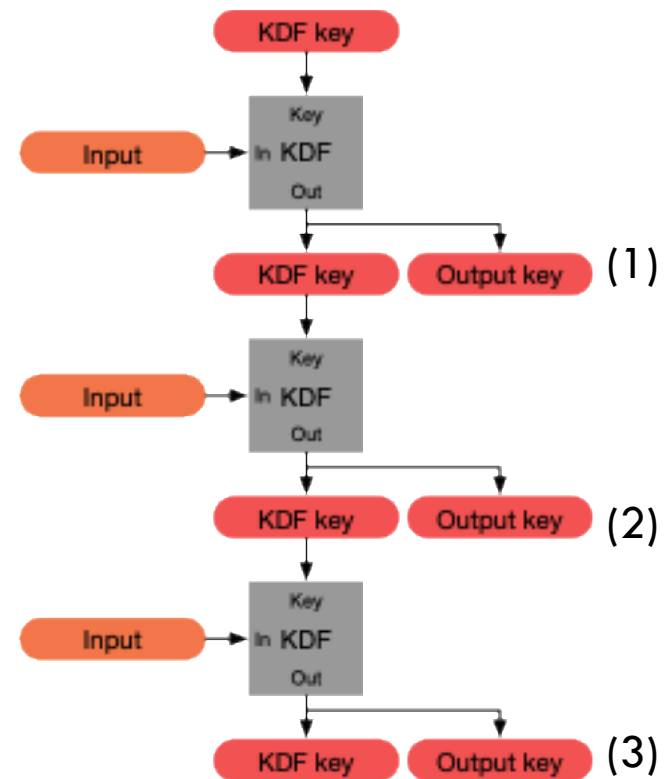 KDF key
Key
Input
In KDF
Out
KDF key Output key (1)
Key
Input
In KDF
Out
KDF key Output key (2)
Key
Input
In KDF
Out
KDF key Output key (3)